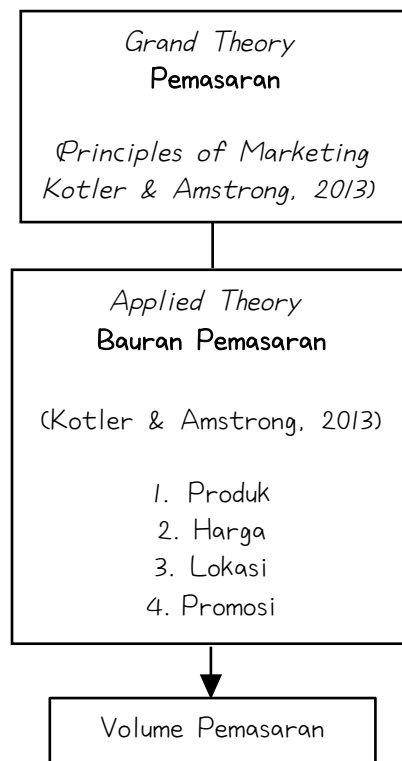 Grand Theory
Pemasaran
(Principles of Marketing
Kotler & Amstrong, 2013)
Applied Theory
Bauran Pemasaran
(Kotler & Amstrong, 2013)
1. Produk
2. Harga
3. Lokasi
4. Promosi
Volume Pemasaran